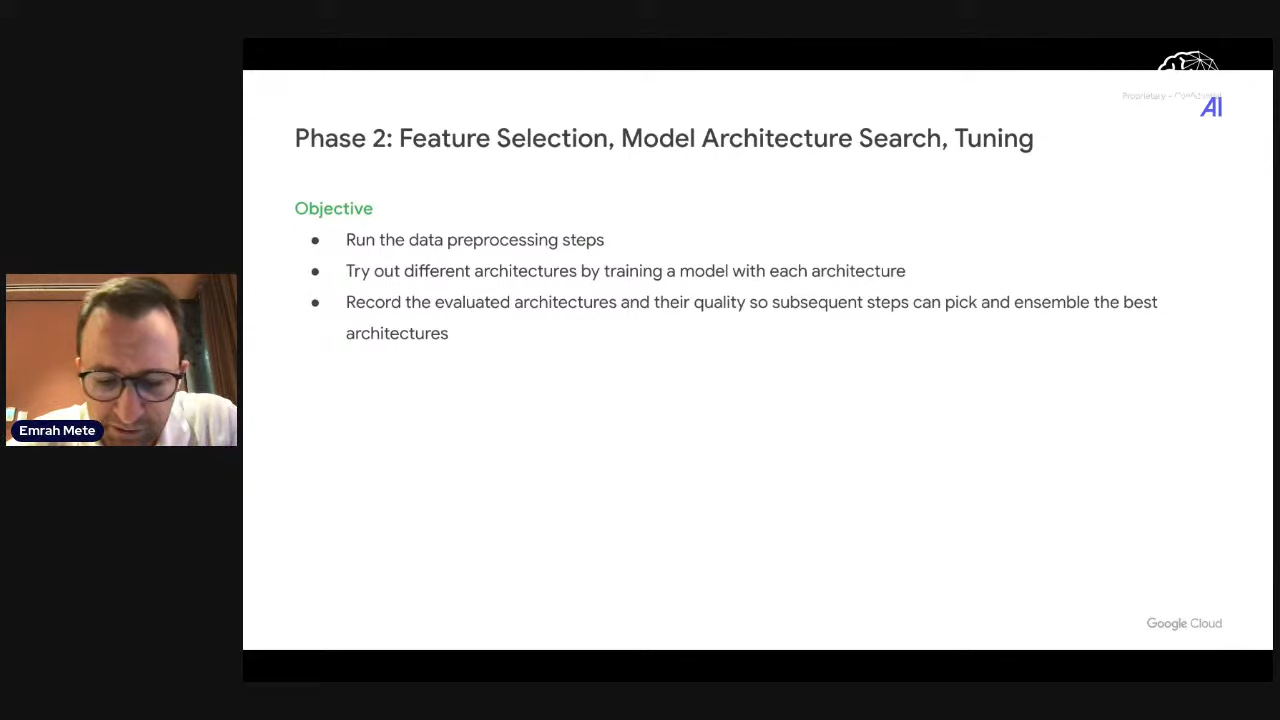 Proprietary –
AI
Phase 2: Feature Selection, Model Architecture Search, Tuning
Objective
● Run the data preprocessing steps
● Try out different architectures by training a model with each architecture
● Record the evaluated architectures and their quality so subsequent steps can pick and ensemble the best
architectures
Emrah Mete
Google Cloud